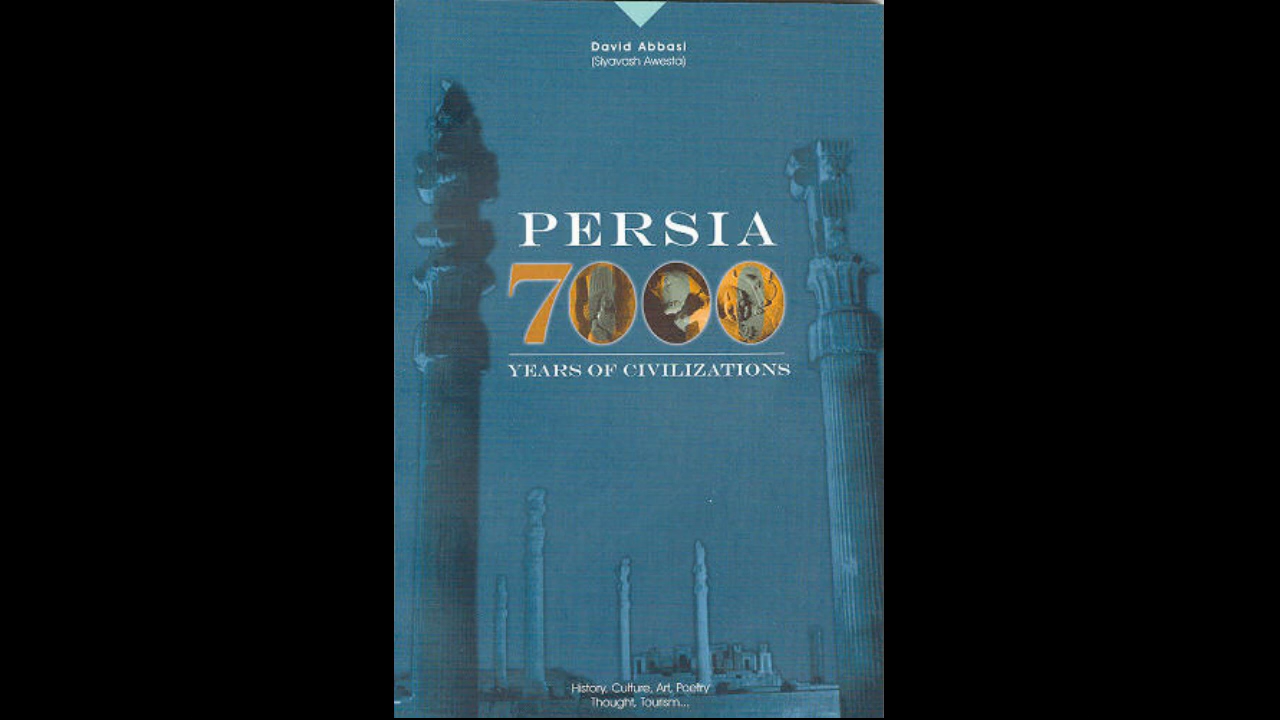 David Abbasi
(Siyavash Awesta)
PERSIA
7000
YEARS OF CIVILIZATIONS
History, Culture, Art, Poetry
Thought, Tourism...